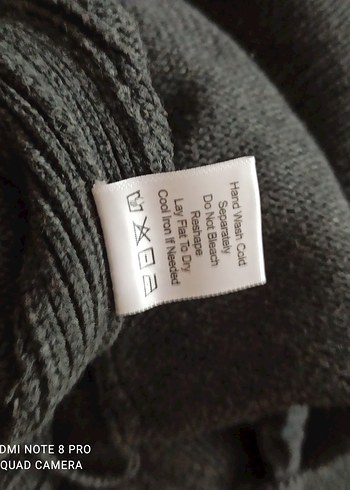 Hand Wash Cold
Separately
Do Not Bleach
Reshape
Lay Flat To Dry
Cool Iron If Needed
DMI NOTE 8 PRO
QUAD CAMERA